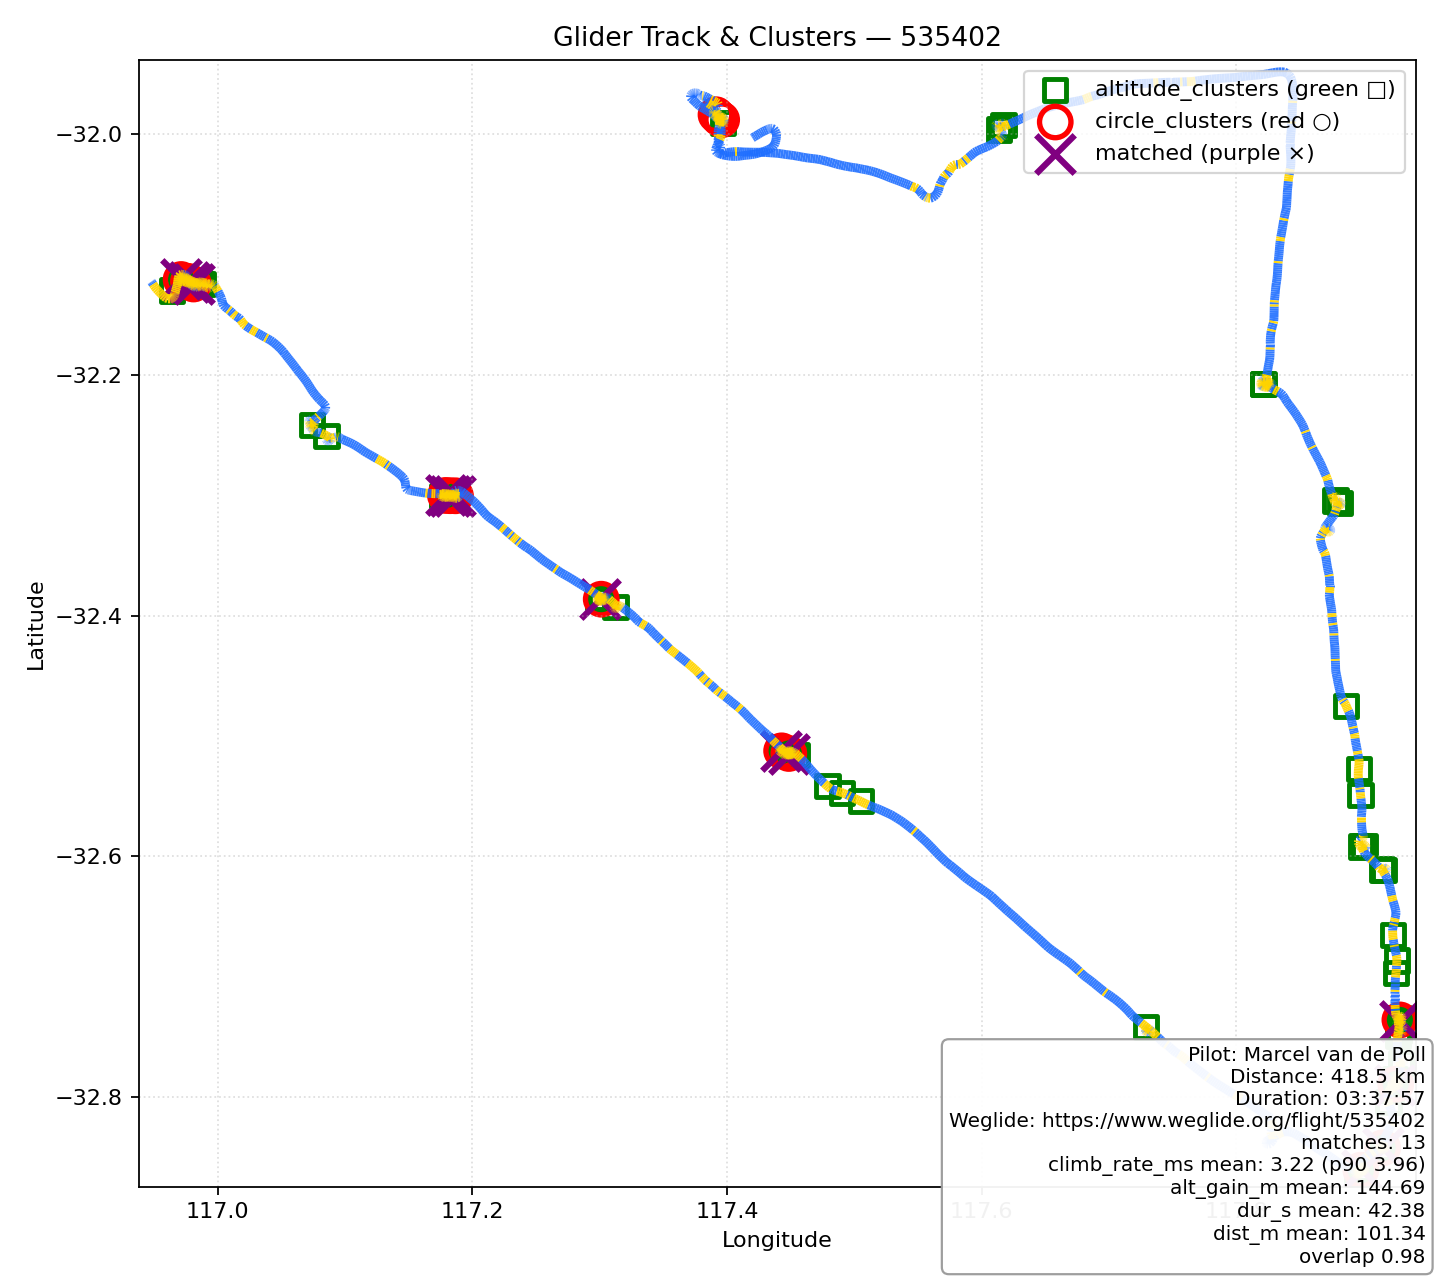 Glider Track & Clusters — 535402
altitude_clusters (green □)
circle_clusters (red ○)
matched (purple ×)
Latitude
−32.0
−32.2
−32.4
−32.6
−32.8
117.0
117.2
117.4
117.6
Longitude
Pilot: Marcel van de Poll
Distance: 418.5 km
Duration: 03:37:57
Weglide: https://www.weglide.org/flight/535402
matches: 13
climb_rate_ms mean: 3.22 (p90 3.96)
alt_gain_m mean: 144.69
dur_s mean: 42.38
dist_m mean: 101.34
overlap 0.98